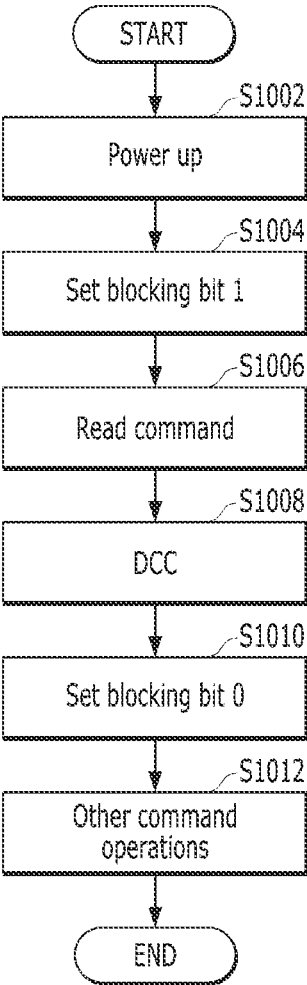 START
S1002
Power up
S1004
Set blocking bit 1
S1006
Read command
S1008
DCC
S1010
Set blocking bit 0
S1012
Other command
operations
END